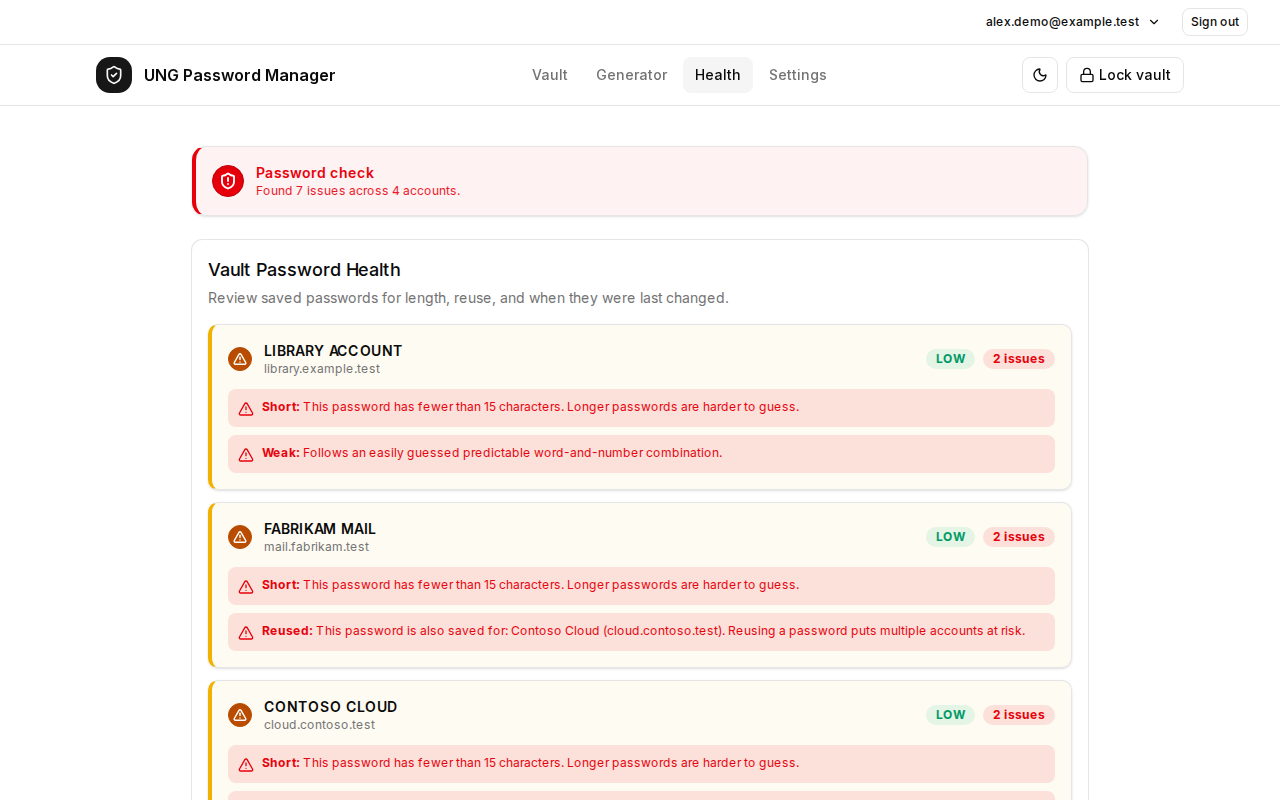 alex.demo@example.test
Sign out
UNG Password Manager
Vault
Generator
Health
Settings
Lock vault
Password check
Found 7 issues across 4 accounts.
Vault Password Health
Review saved passwords for length, reuse, and when they were last changed.
LIBRARY ACCOUNT
library.example.test
LOW
2 issues
Short: This password has fewer than 15 characters. Longer passwords are harder to guess.
Weak: Follows an easily guessed predictable word-and-number combination.
FABRIKAM MAIL
mail.fabrikam.test
LOW
2 issues
Short: This password has fewer than 15 characters. Longer passwords are harder to guess.
Reused: This password is also saved for: Contoso Cloud (cloud.contoso.test). Reusing a password puts multiple accounts at risk.
CONTOSO CLOUD
cloud.contoso.test
LOW
2 issues
Short: This password has fewer than 15 characters. Longer passwords are harder to guess.